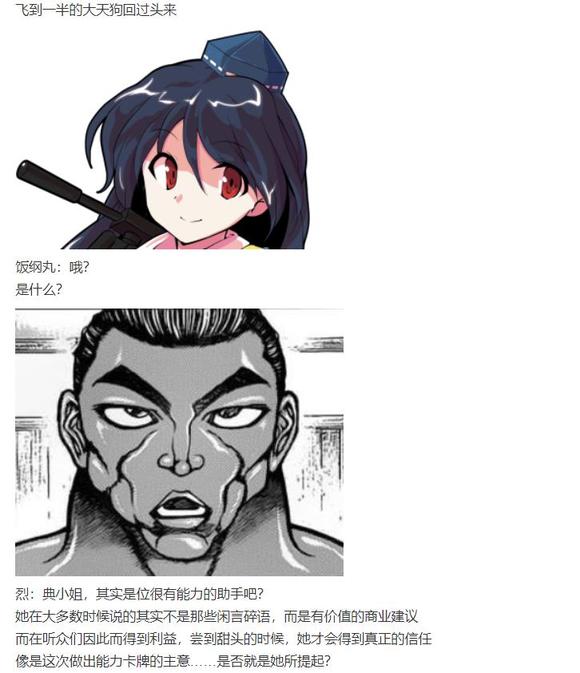 飞到一半的大天狗回过头来
饭纲丸：哦？
是什么？
烈：典小姐，其实是位很有能力的助手吧？
她在大多数时候说的其实不是那些闲言碎语，而是有价值的商业建议
而在听众们因此而得到利益，尝到甜头的时候，她才会得到真正的信任
像是这次做出能力卡牌的主意……是否就是她所提起？